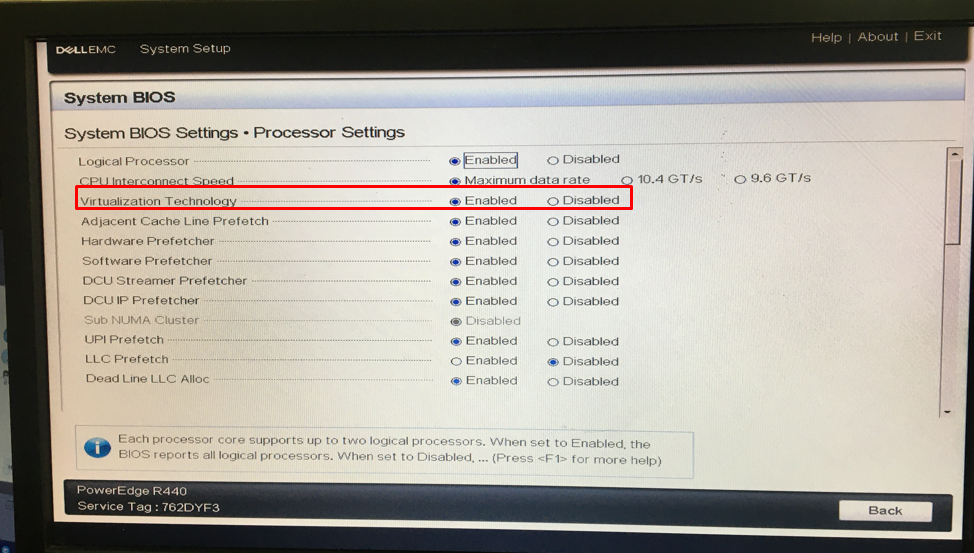 DELLEMC System Setup Help | About | Exit
System BIOS
System BIOS Settings • Processor Settings
Logical Processor Enabled Disabled
CPU Interconnect Speed Maximum data rate 10.4 GT/s 9.6 GT/s
Virtualization Technology Enabled Disabled
Adjacent Cache Line Prefetch Enabled Disabled
Hardware Prefetcher Enabled Disabled
Software Prefetcher Enabled Disabled
DCU Streamer Prefetcher Enabled Disabled
DCU IP Prefetcher Enabled Disabled
Sub NUMA Cluster Disabled
UPI Prefetch Enabled Disabled
LLC Prefetch Enabled Disabled
Dead Line LLC Alloc Enabled Disabled
Each processor core supports up to two logical processors. When set to Enabled, the
BIOS reports all logical processors. When set to Disabled, ... (Press <F1> for more help)
PowerEdge R440
Service Tag : 762DYF3
Back